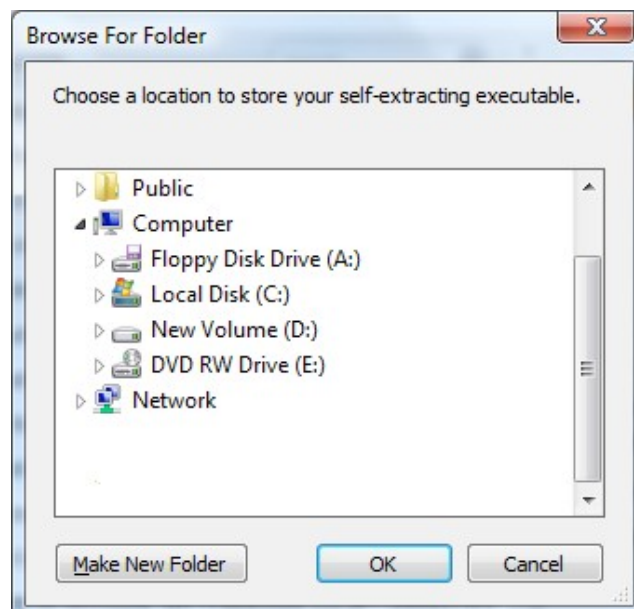 Browse For Folder
Choose a location to store your self-extracting executable.
Public
Computer
Floppy Disk Drive (A:)
Local Disk (C:)
New Volume (D:)
DVD RW Drive (E:)
Network
Make New Folder OK Cancel